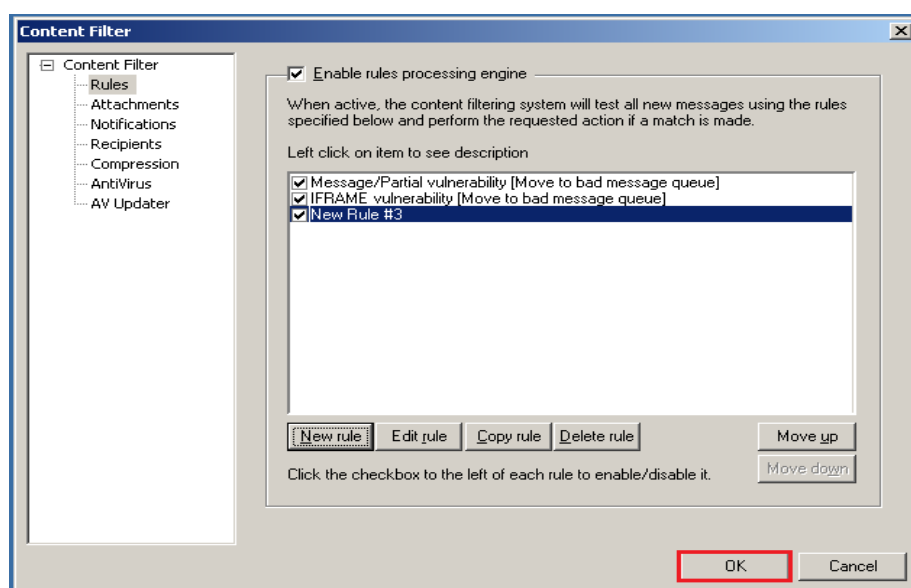 Content Filter
Content Filter
Rules
Attachments
Notifications
Recipients
Compression
AntiVirus
AV Updater
Enable rules processing engine
When active, the content filtering system will test all new messages using the rules
specified below and perform the requested action if a match is made.
Left click on item to see description
Message/Partial vulnerability [Move to bad message queue]
IFRAME vulnerability [Move to bad message queue]
New Rule #3
New rule Edit rule Copy rule Delete rule Move up
Click the checkbox to the left of each rule to enable/disable it. Move down
OK Cancel